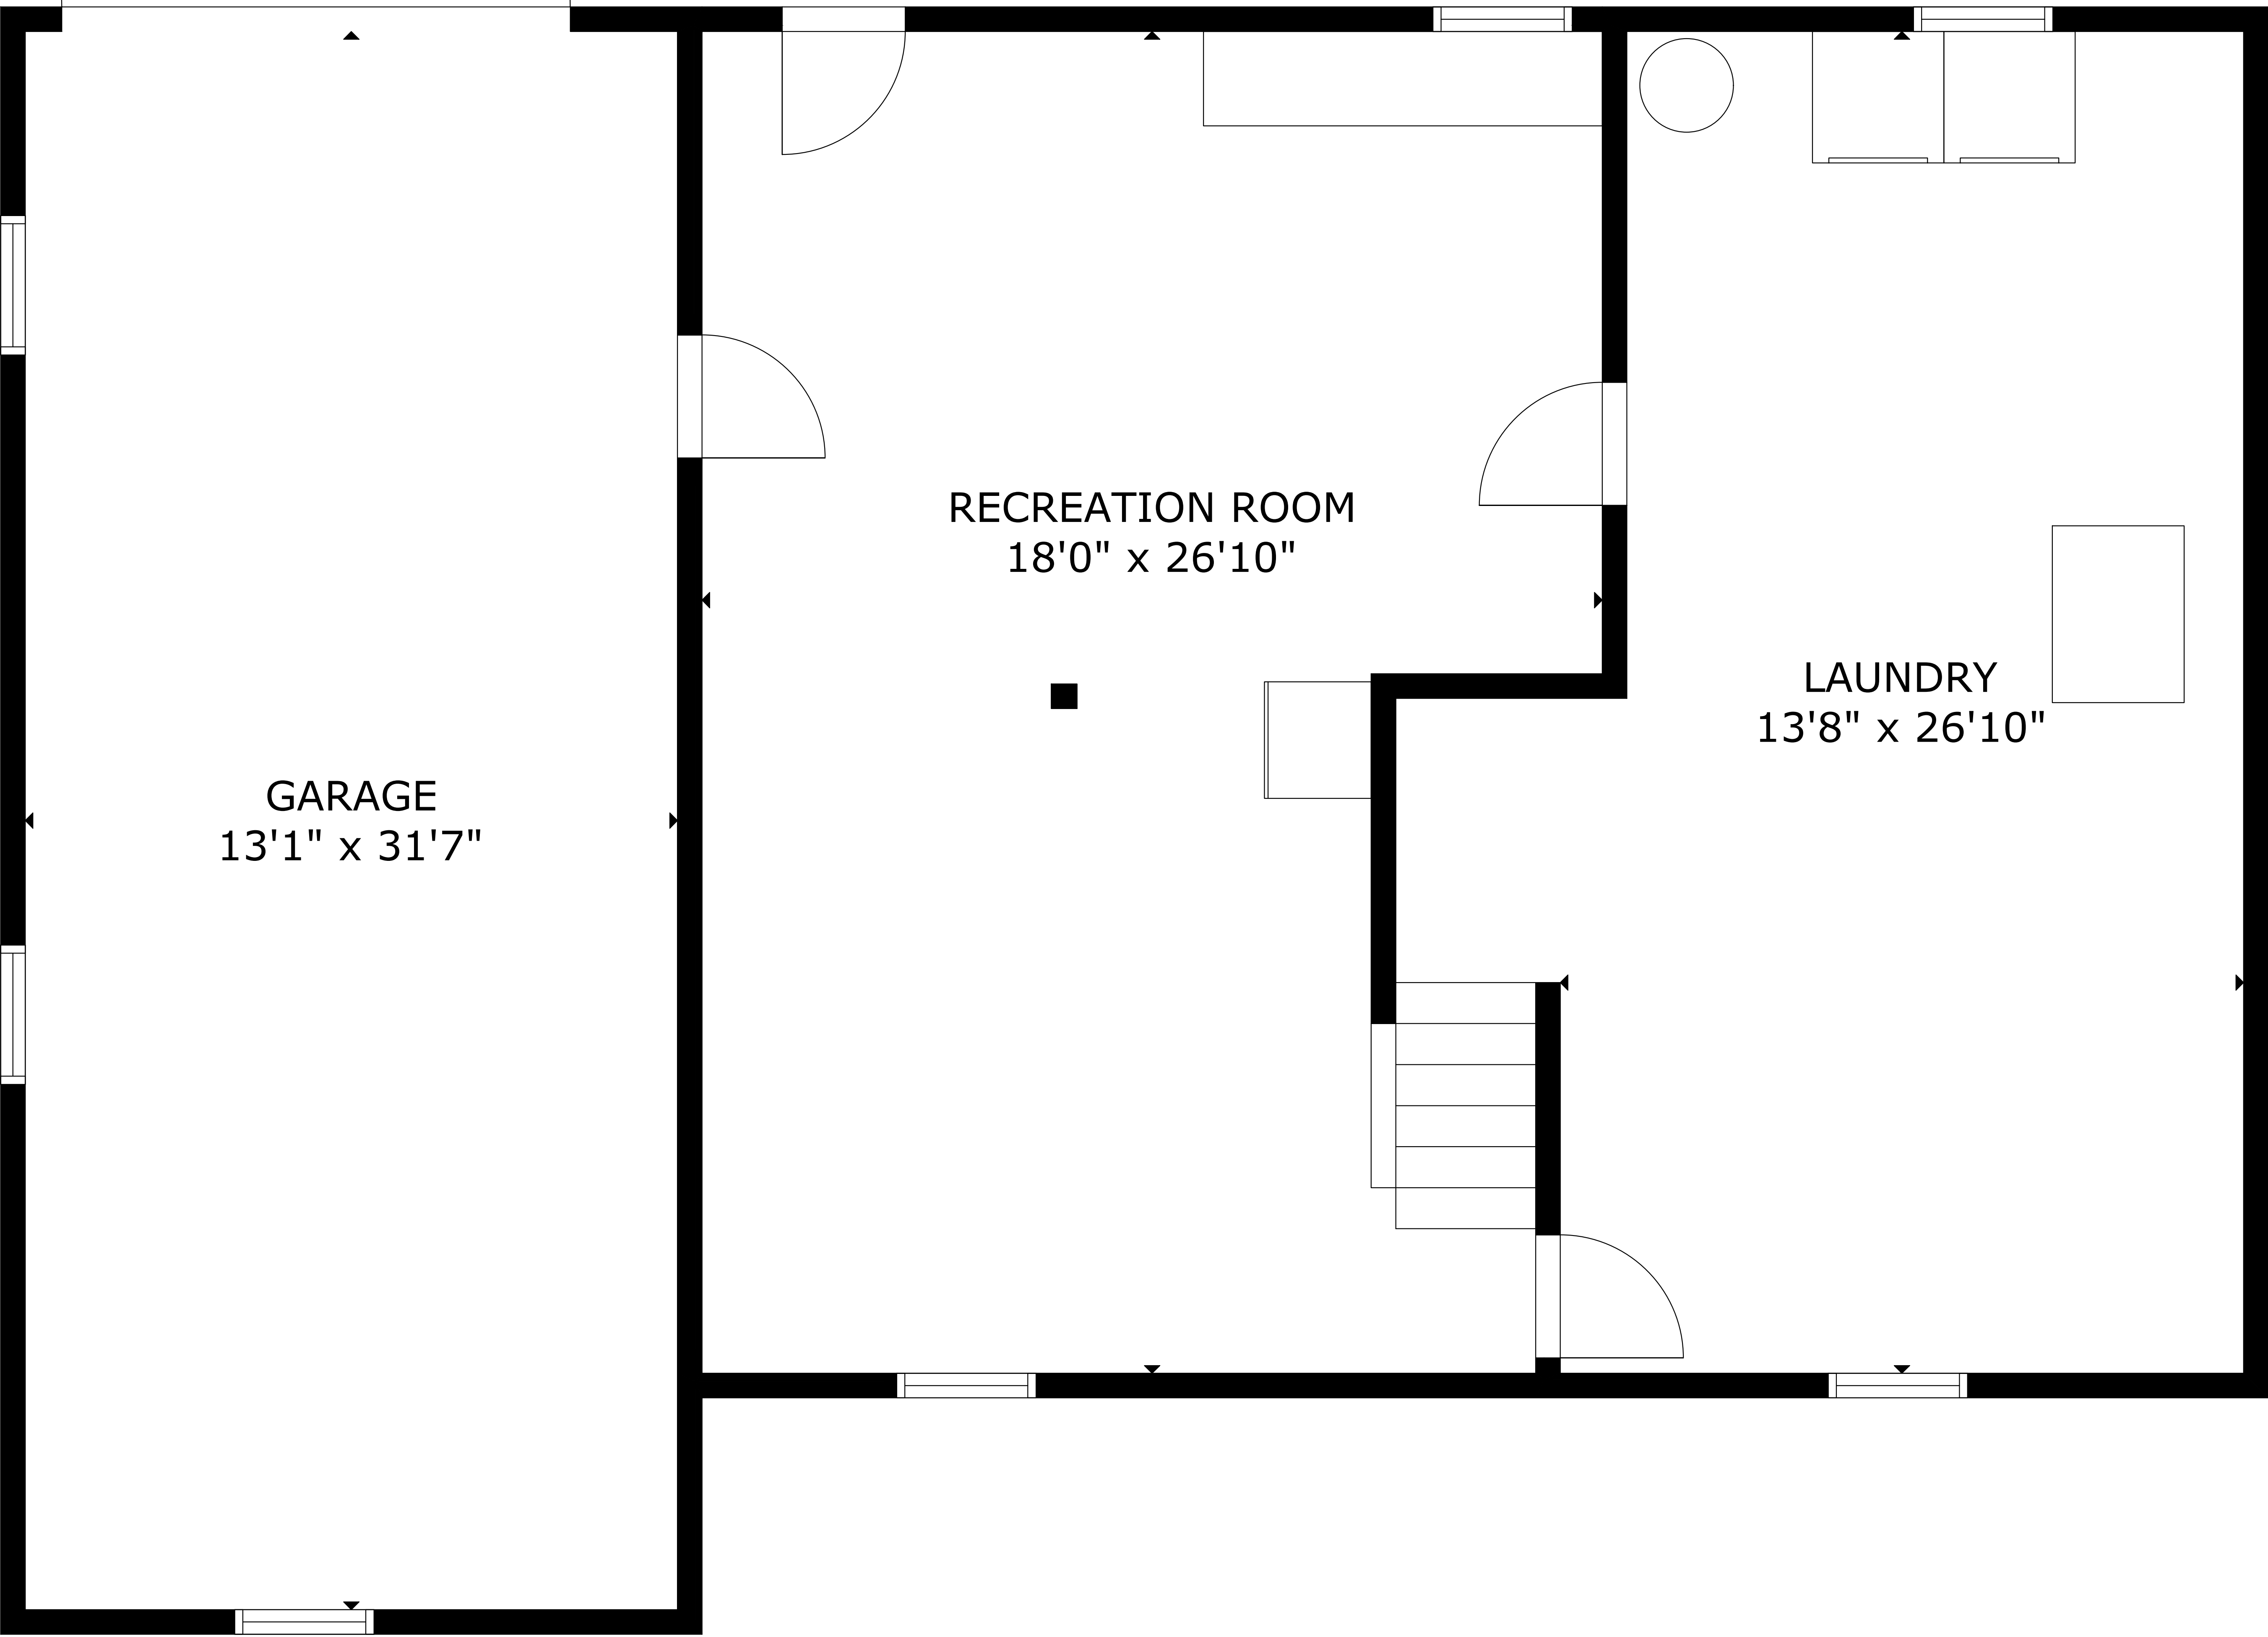 RECREATION ROOM
18'0" x 26'10"
LAUNDRY
13'8" x 26'10"
GARAGE
13'1" x 31'7"